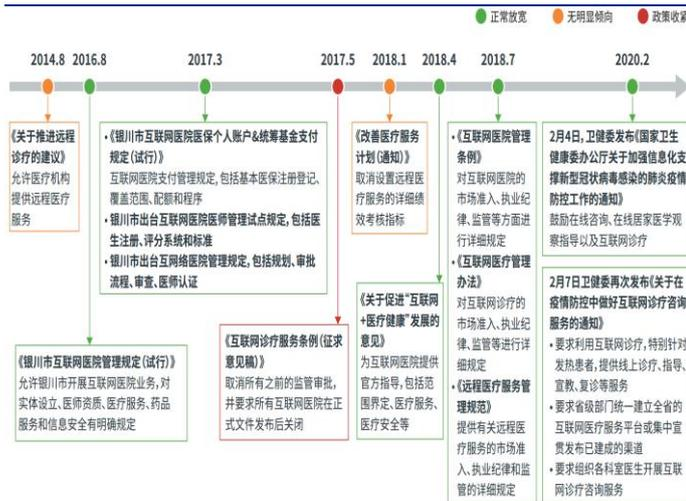 正常放宽
无明显倾向
政策收紧
2014.8
2016.8
2017.3
2017.5
2018.1
2018.4
2018.7
2020.2
《关于推进远程
诊疗的建议》
允许医疗机构
提供远程医疗
服务
《银川市互联网医院管理规定（试行）》
允许银川市开展互联网医院业务，对
实体设立、医师资质、医疗服务、药品
服务和信息安全有明确规定
•《银川市互联网医院医保个人账户&统筹基金支付
规定（试行）》
互联网医院支付管理规定，包括基本医保注册登记、
覆盖范围、配额和程序
•银川市出台互联网医院医师管理试点规定，包括医
生注册、评分系统和标准
•银川市出台互网络医院管理规定，包括规划、审批
流程、审查、医师认证
《互联网诊疗服务条例（征求
意见稿）》
取消所有之前的监管审批，
并要求所有互联网医院在正
式文件发布后关闭
《改善医疗服务
计划（通知）》
取消设置远程医
疗服务的详细绩
效考核指标
《关于促进“互联网
+医疗健康”发展的
意见》
为互联网医院提供
官方指导，包括范
围界定、医疗服务、
医疗安全等
•《互联网医院管理
条例》
对互联网医院的
市场准入、执业纪
律、监管等方面进
行详细规定
•《互联网医疗管理
办法》
对互联网诊疗的
市场准入、执业纪
律、监管等进行详
细规定
•《远程医疗服务管
理规范》
提供有关远程医
疗服务的市场准
入、执业纪律和监
管的详细规定
2月4日，卫健委发布《国家卫生
健康委办公厅关于加强信息化支
撑新型冠状病毒感染的肺炎疫情
防控工作的通知》
鼓励在线咨询、在线居家医学观
察指导以及互联网诊疗
2月7日卫健委再次发布《关于在
疫情防控中做好互联网诊疗咨询
服务的通知》
•要求利用互联网诊疗，特别针对
发热患者，提供线上诊疗、指导、
宣教、复诊等服务
•要求省级部门统一建立全省的
互联网医疗服务平台或集中宣
贯发布已建成的渠道
•要求组织各科室医生开展互联
网诊疗咨询服务